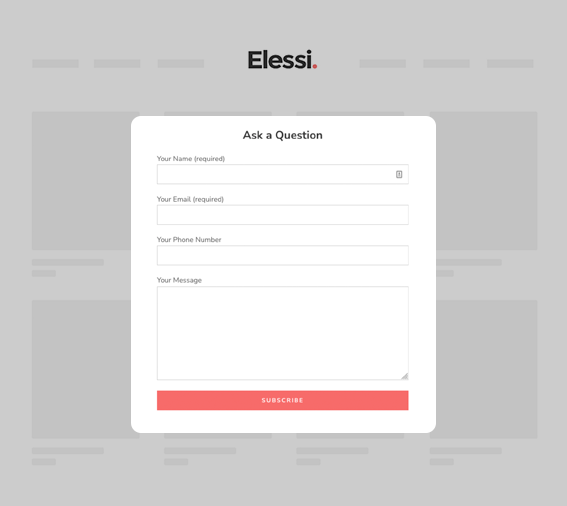 Elessi.
Ask a Question
Your Name (required)
Your Email (required)
Your Phone Number
Your Message
SUBSCRIBE